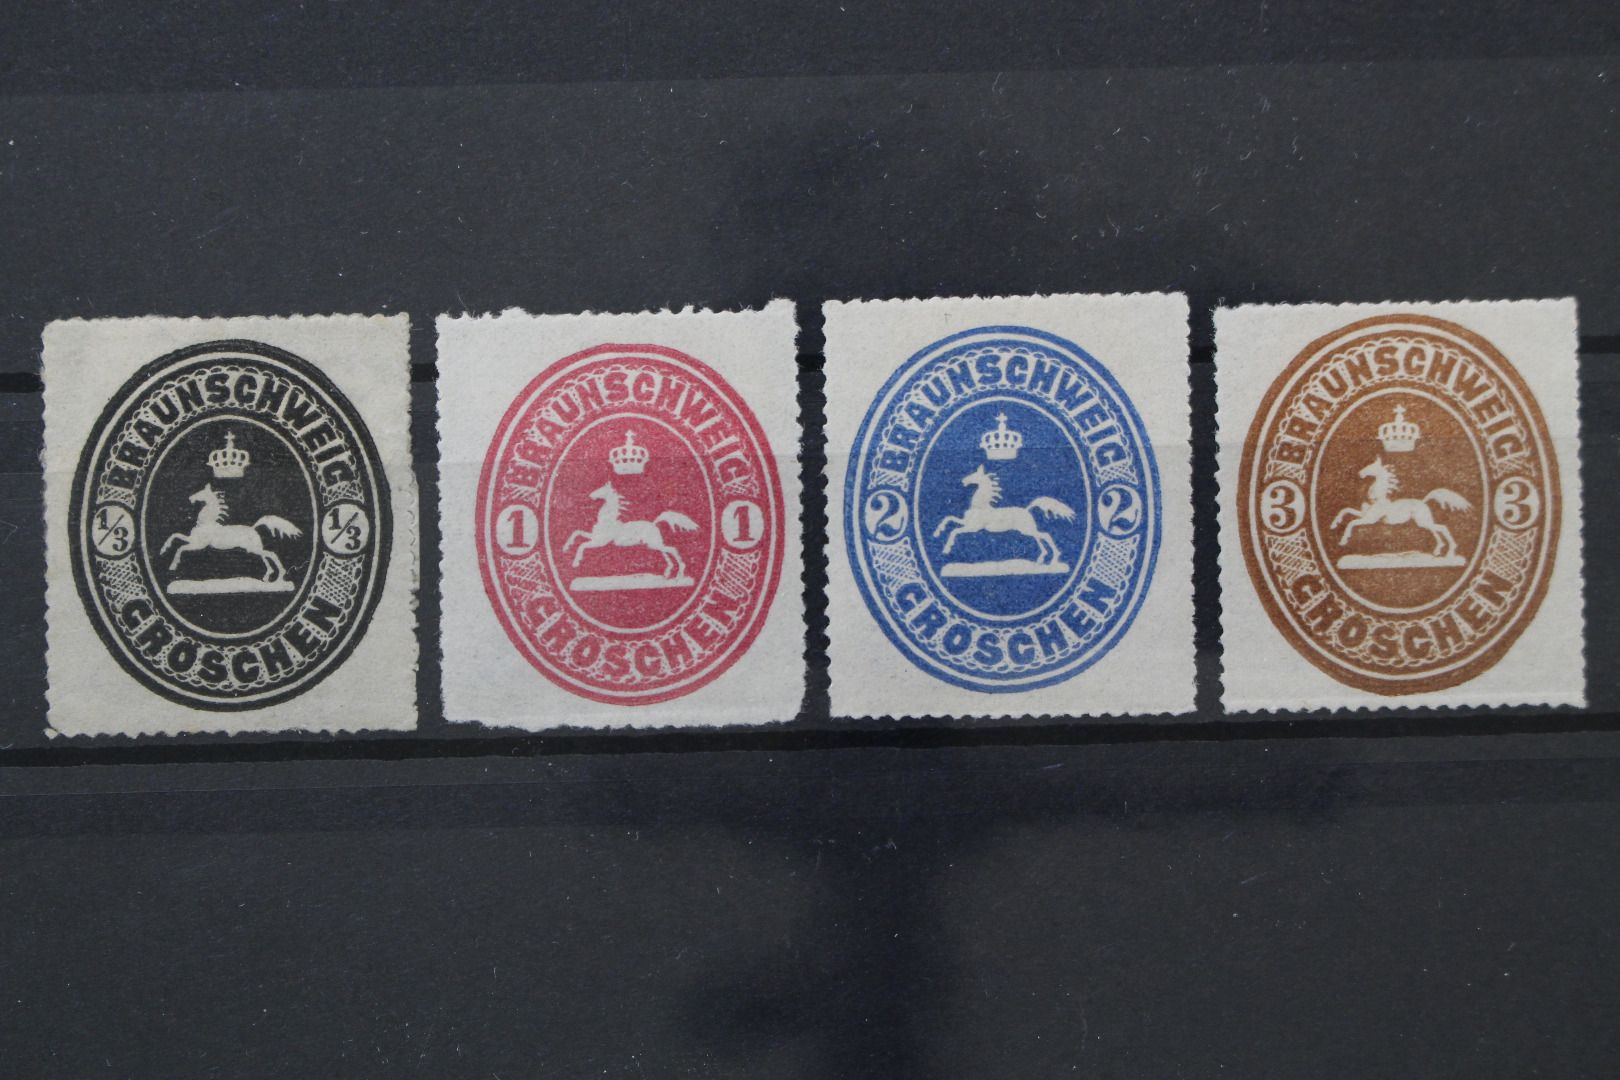 BRAUNSCHWEIG
1/3 1/3
GROSCHEN
BRAUNSCHWEIG
1 1
GROSCHEN
BRAUNSCHWEIG
2 2
GROSCHEN
BRAUNSCHWEIG
3 3
GROSCHEN